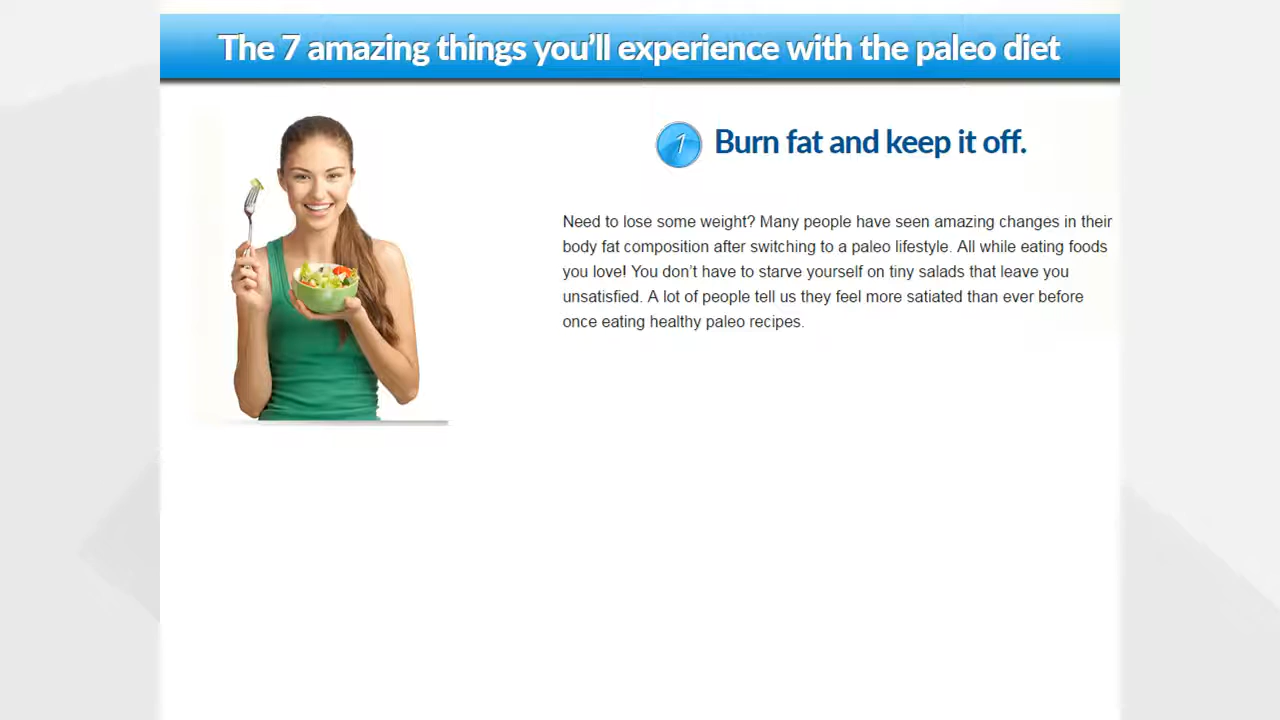 The 7 amazing things you’ll experience with the paleo diet
1 Burn fat and keep it off.
Need to lose some weight? Many people have seen amazing changes in their
body fat composition after switching to a paleo lifestyle. All while eating foods
you love! You don’t have to starve yourself on tiny salads that leave you
unsatisfied. A lot of people tell us they feel more satiated than ever before
once eating healthy paleo recipes.